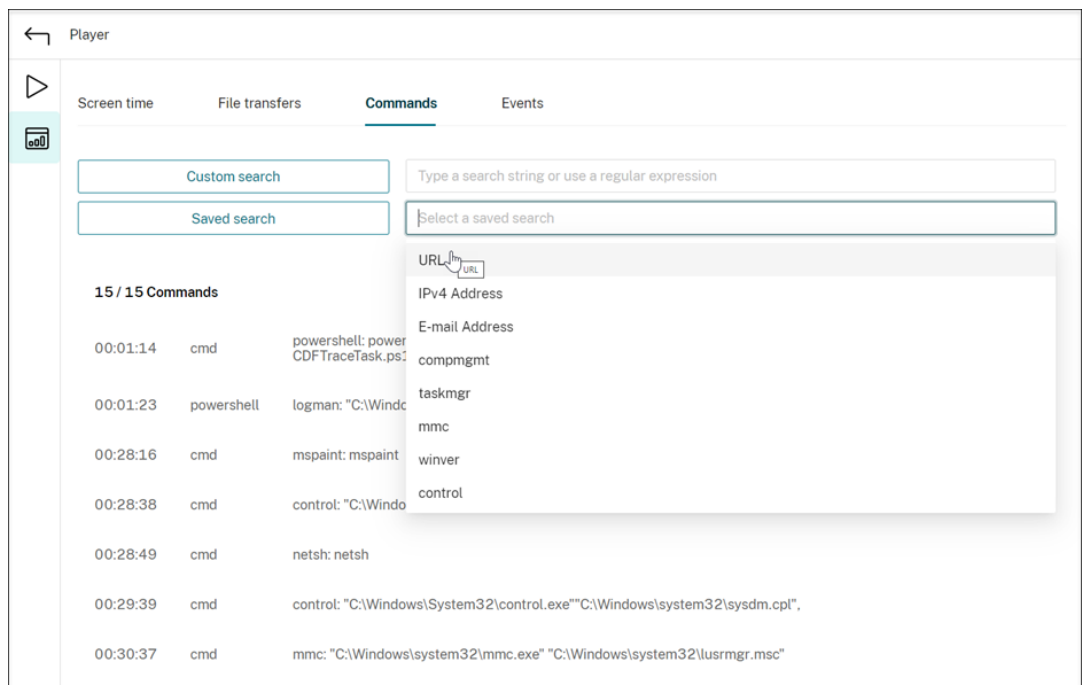 Player
Screen time File transfers Commands Events
Custom search Type a search string or use a regular expression
Saved search Select a saved search
URL URL
15 / 15 Commands
IPv4 Address
E-mail Address
00:01:14 cmd powershell: power
CDFTraceTask.ps1
compmgmt
taskmgr
00:01:23 powershell logman: "C:\Windo
mmc
00:28:16 cmd mspaint: mspaint
winver
control
00:28:38 cmd control: "C:\Windo
00:28:49 cmd netsh: netsh
00:29:39 cmd control: "C:\Windows\System32\control.exe""C:\Windows\system32\sysdm.cpl",
00:30:37 cmd mmc: "C:\Windows\system32\mmc.exe" "C:\Windows\system32\lusrmgr.msc"